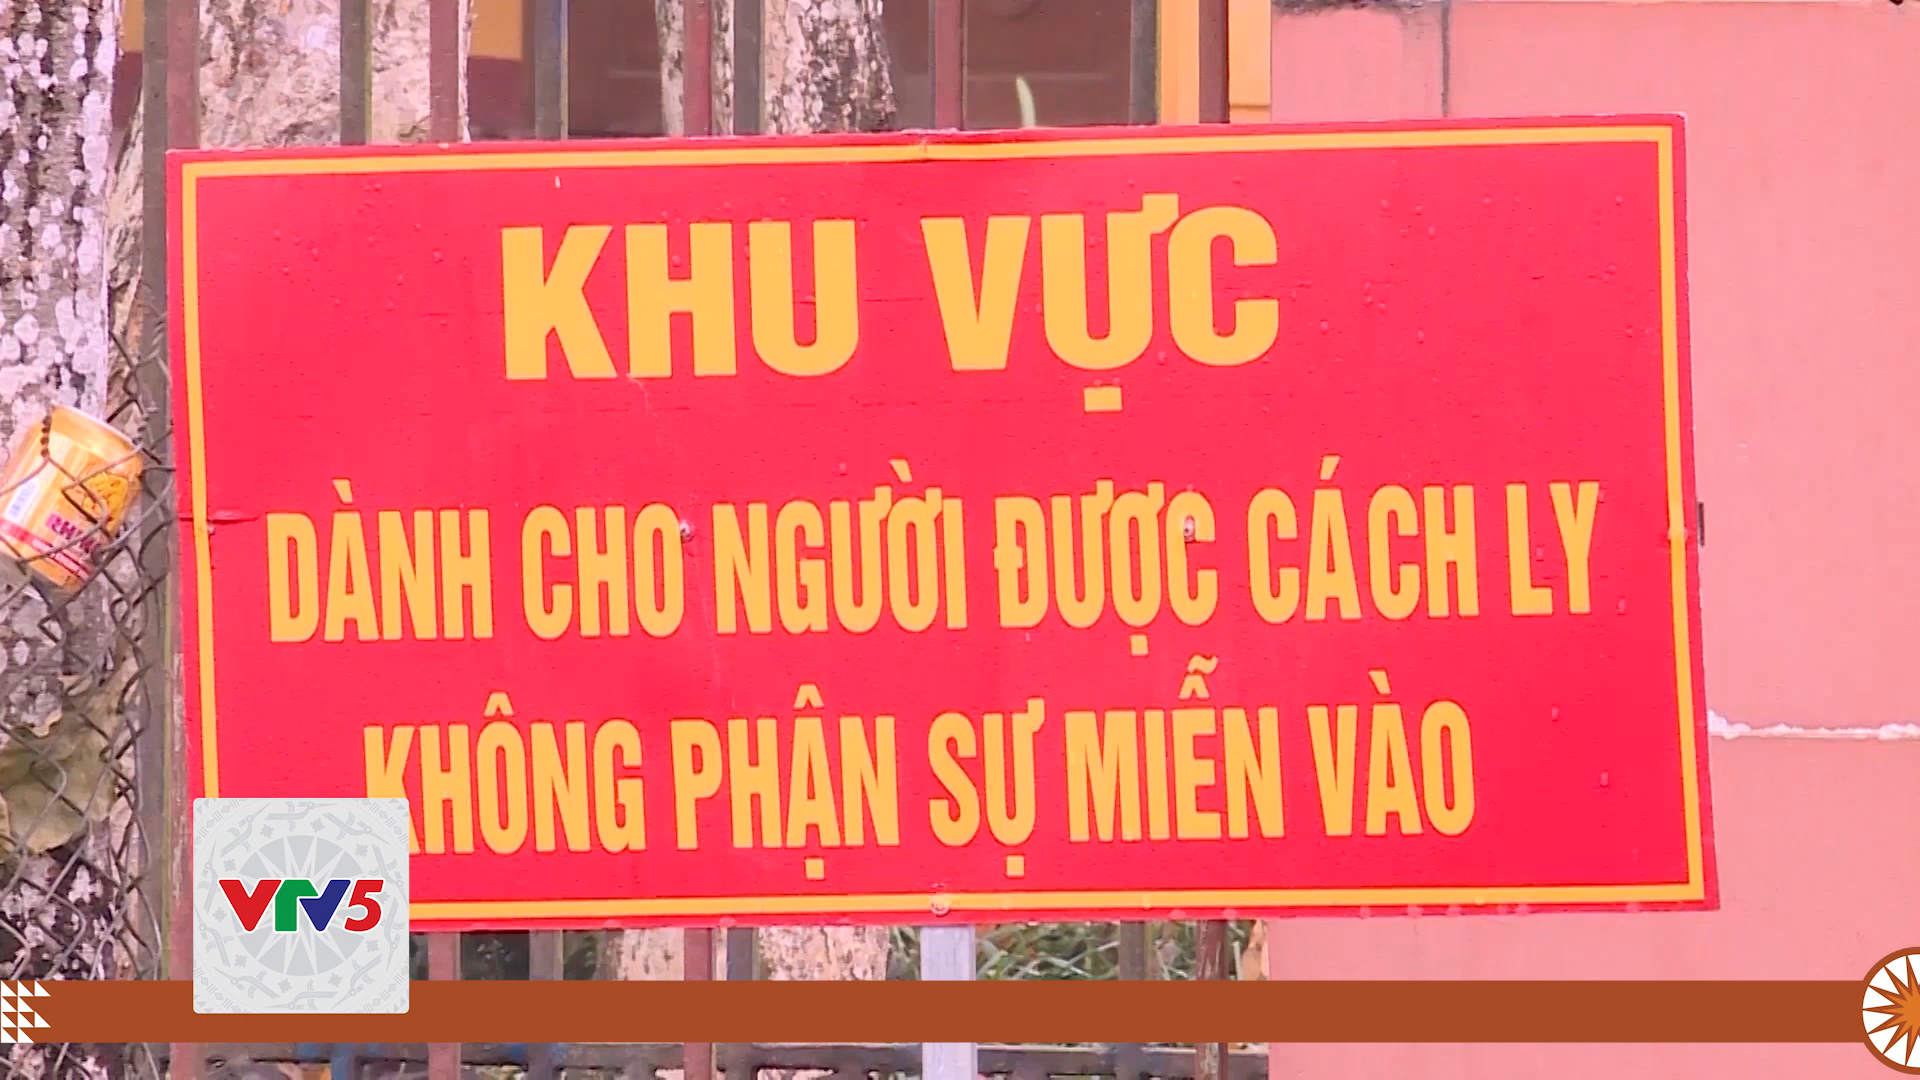 KHU VỰC
DÀNH CHO NGƯỜI ĐƯỢC CÁCH LY
KHÔNG PHẬN SỰ MIỄN VÀO
VTV5